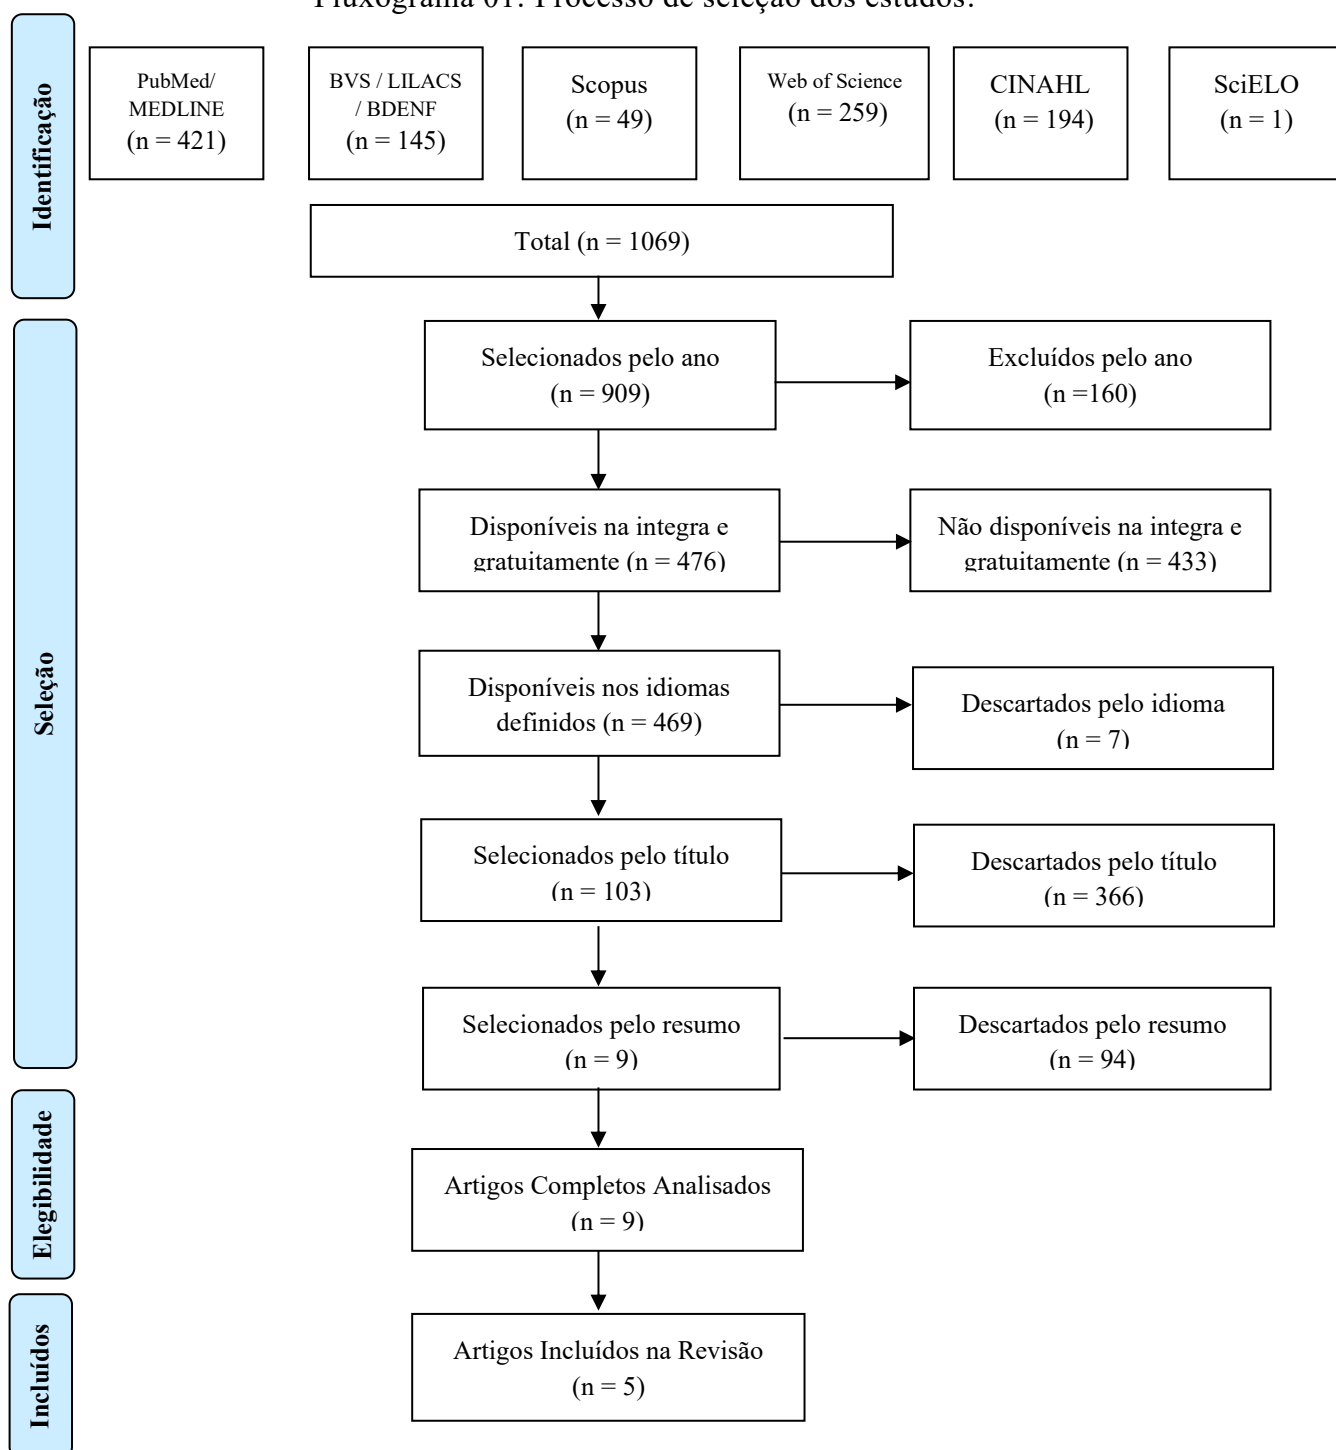 Fluxograma 01: Processo de seleção dos estudos.
Identificação
PubMed/
MEDLINE
(n = 421)
BVS / LILACS
/ BDENF
(n = 145)
Scopus
(n = 49)
Web of Science
(n = 259)
CINAHL
(n = 194)
SciELO
(n = 1)
Total (n = 1069)
Seleção
Selecionados pelo ano
(n = 909)
Excluídos pelo ano
(n =160)
Disponíveis na integra e
gratuitamente (n = 476)
Não disponíveis na integra e
gratuitamente (n = 433)
Disponíveis nos idiomas
definidos (n = 469)
Descartados pelo idioma
(n = 7)
Selecionados pelo título
(n = 103)
Descartados pelo título
(n = 366)
Selecionados pelo resumo
(n = 9)
Descartados pelo resumo
(n = 94)
Elegibilidade
Artigos Completos Analisados
(n = 9)
Incluídos
Artigos Incluídos na Revisão
(n = 5)